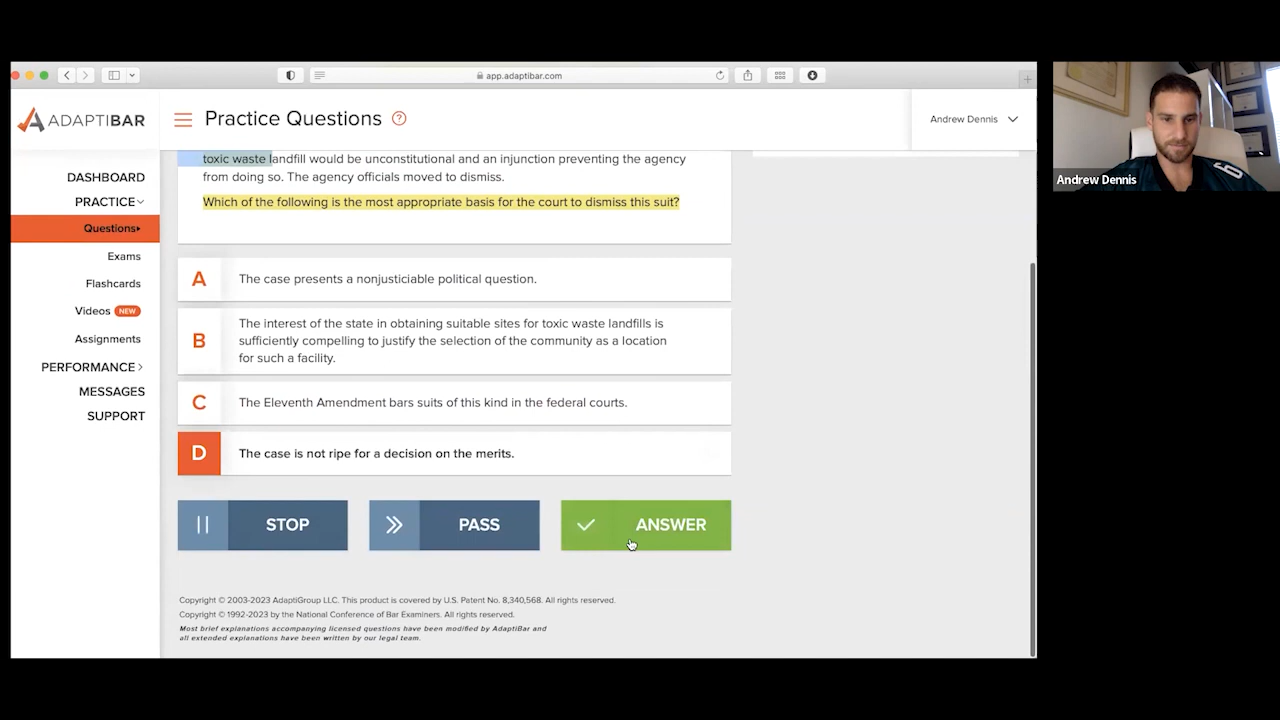 app.adaptibar.com
ADAPTIBAR
Practice Questions
?
Andrew Dennis
DASHBOARD
PRACTICE
Questions
Exams
Flashcards
Videos NEW
Assignments
PERFORMANCE
MESSAGES
SUPPORT
toxic waste landfill would be unconstitutional and an injunction preventing the agency
from doing so. The agency officials moved to dismiss.
Which of the following is the most appropriate basis for the court to dismiss this suit?
A The case presents a nonjusticiable political question.
B The interest of the state in obtaining suitable sites for toxic waste landfills is
sufficiently compelling to justify the selection of the community as a location
for such a facility.
C The Eleventh Amendment bars suits of this kind in the federal courts.
D The case is not ripe for a decision on the merits.
STOP
PASS
ANSWER
Copyright © 2003-2023 AdaptiGroup LLC. This product is covered by U.S. Patent No. 8,340,568. All rights reserved.
Copyright © 1992-2023 by the National Conference of Bar Examiners. All rights reserved.
Most brief explanations accompanying licensed questions have been modified by AdaptiBar and
all extended explanations have been written by our legal team.
Andrew Dennis